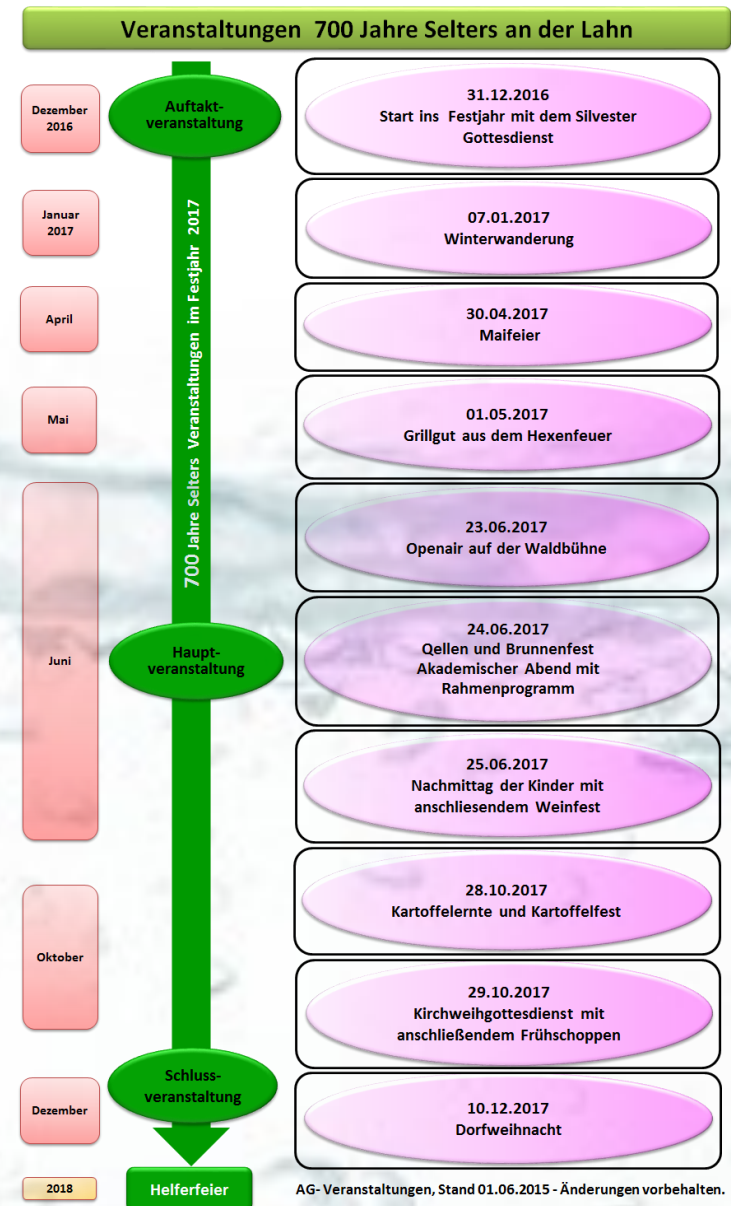 Veranstaltungen 700 Jahre Selters an der Lahn
Dezember
2016
Auftakt-
veranstaltung
31.12.2016
Start ins Festjahr mit dem Silvester
Gottesdienst
700 Jahre Selters Veranstaltungen im Festjahr 2017
Januar
2017
07.01.2017
Winterwanderung
April
30.04.2017
Maifeier
Mai
01.05.2017
Grillgut aus dem Hexenfeuer
Juni
23.06.2017
Openair auf der Waldbühne
Haupt-
veranstaltung
24.06.2017
Qellen und Brunnenfest
Akademischer Abend mit
Rahmenprogramm
25.06.2017
Nachmittag der Kinder mit
anschliesendem Weinfest
Oktober
28.10.2017
Kartoffelernte und Kartoffelfest
29.10.2017
Kirchweihgottesdienst mit
anschließendem Frühschoppen
Schluss-
veranstaltung
Dezember
10.12.2017
Dorfweihnacht
2018
Helferfeier
AG- Veranstaltungen, Stand 01.06.2015 - Änderungen vorbehalten.